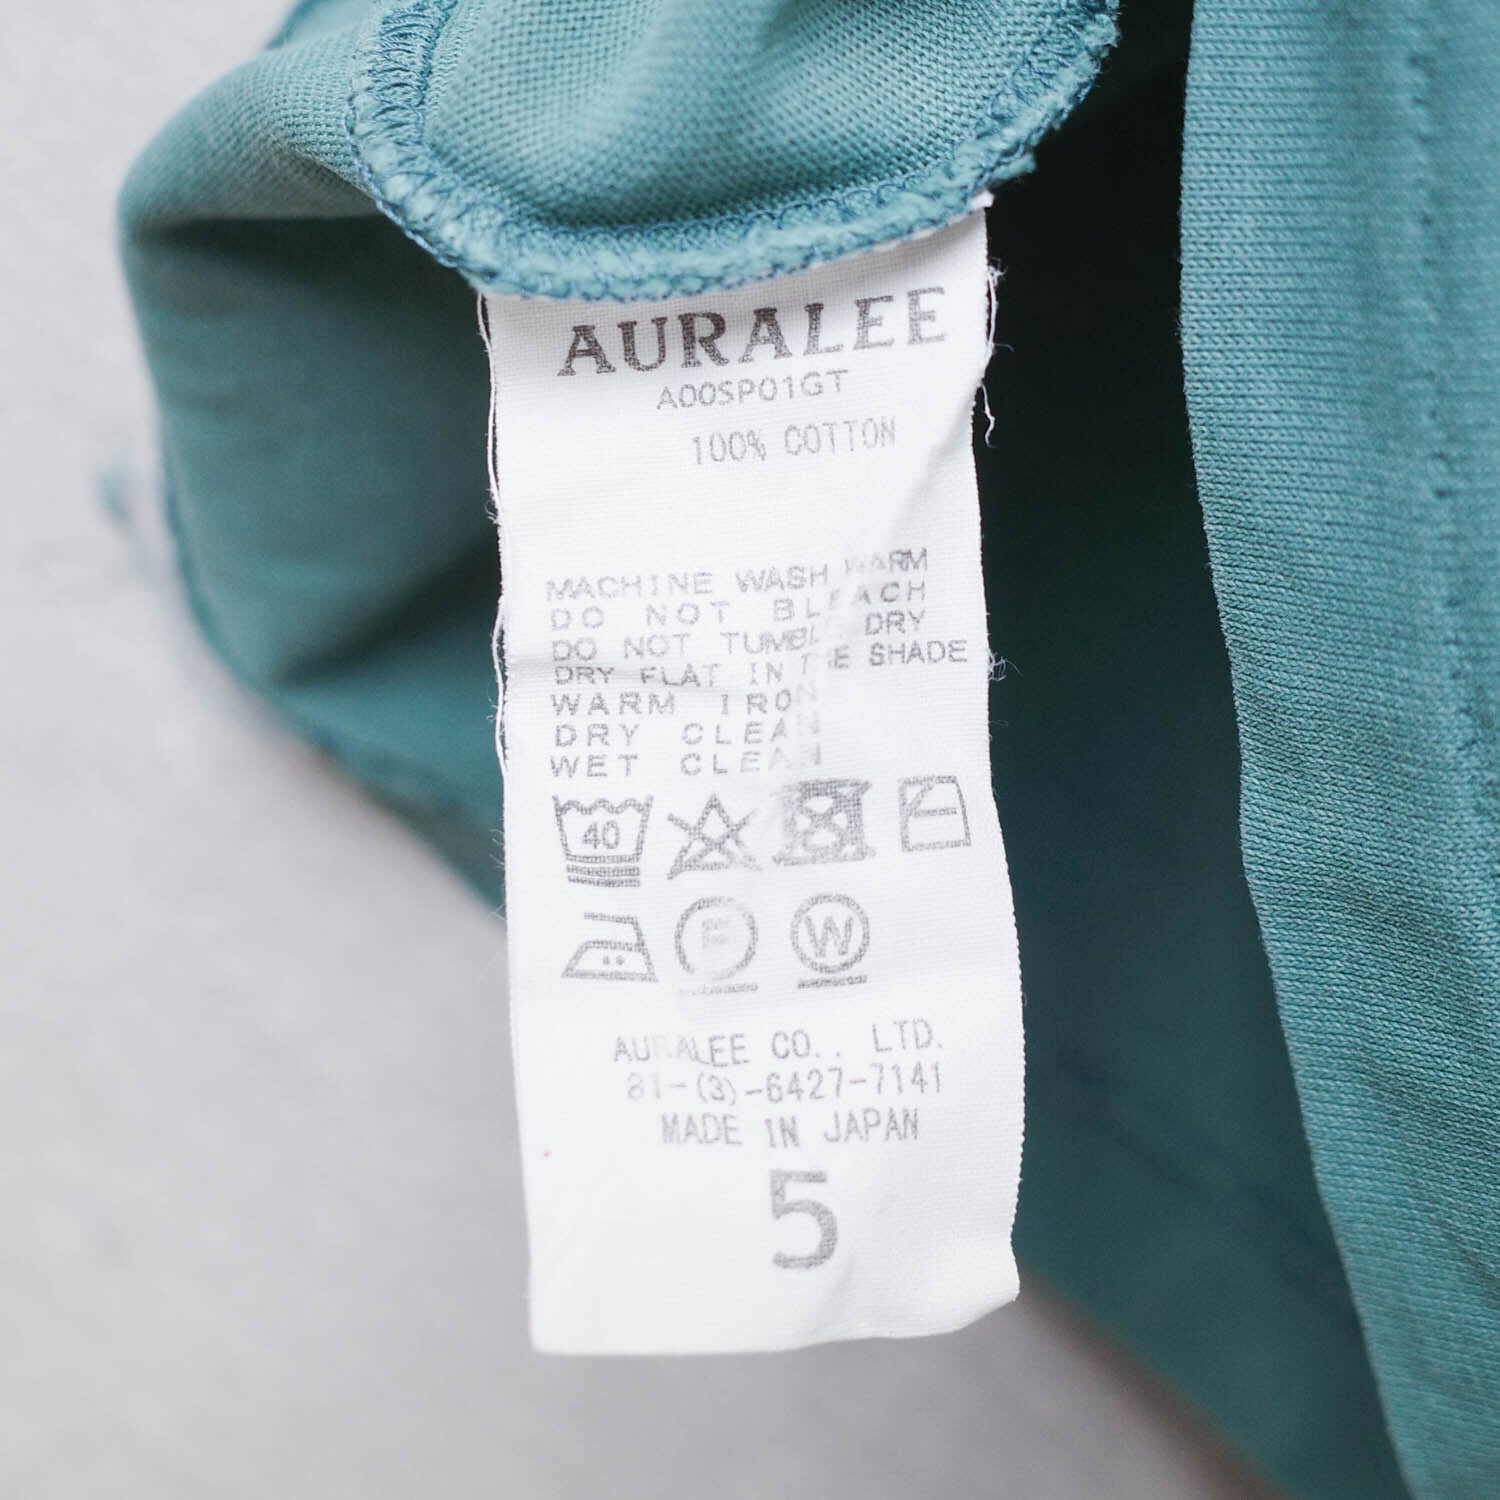 AURALEE
A00SP01GT
100% COTTON
MACHINE WASH WARM
DO NOT BLEACH
DO NOT TUMBLE DRY
DRY FLAT IN THE SHADE
WARM IRON
DRY CLEAN
WET CLEAN
40
F
W
AURALEE CO., LTD.
81-(3)-6427-7141
MADE IN JAPAN
5